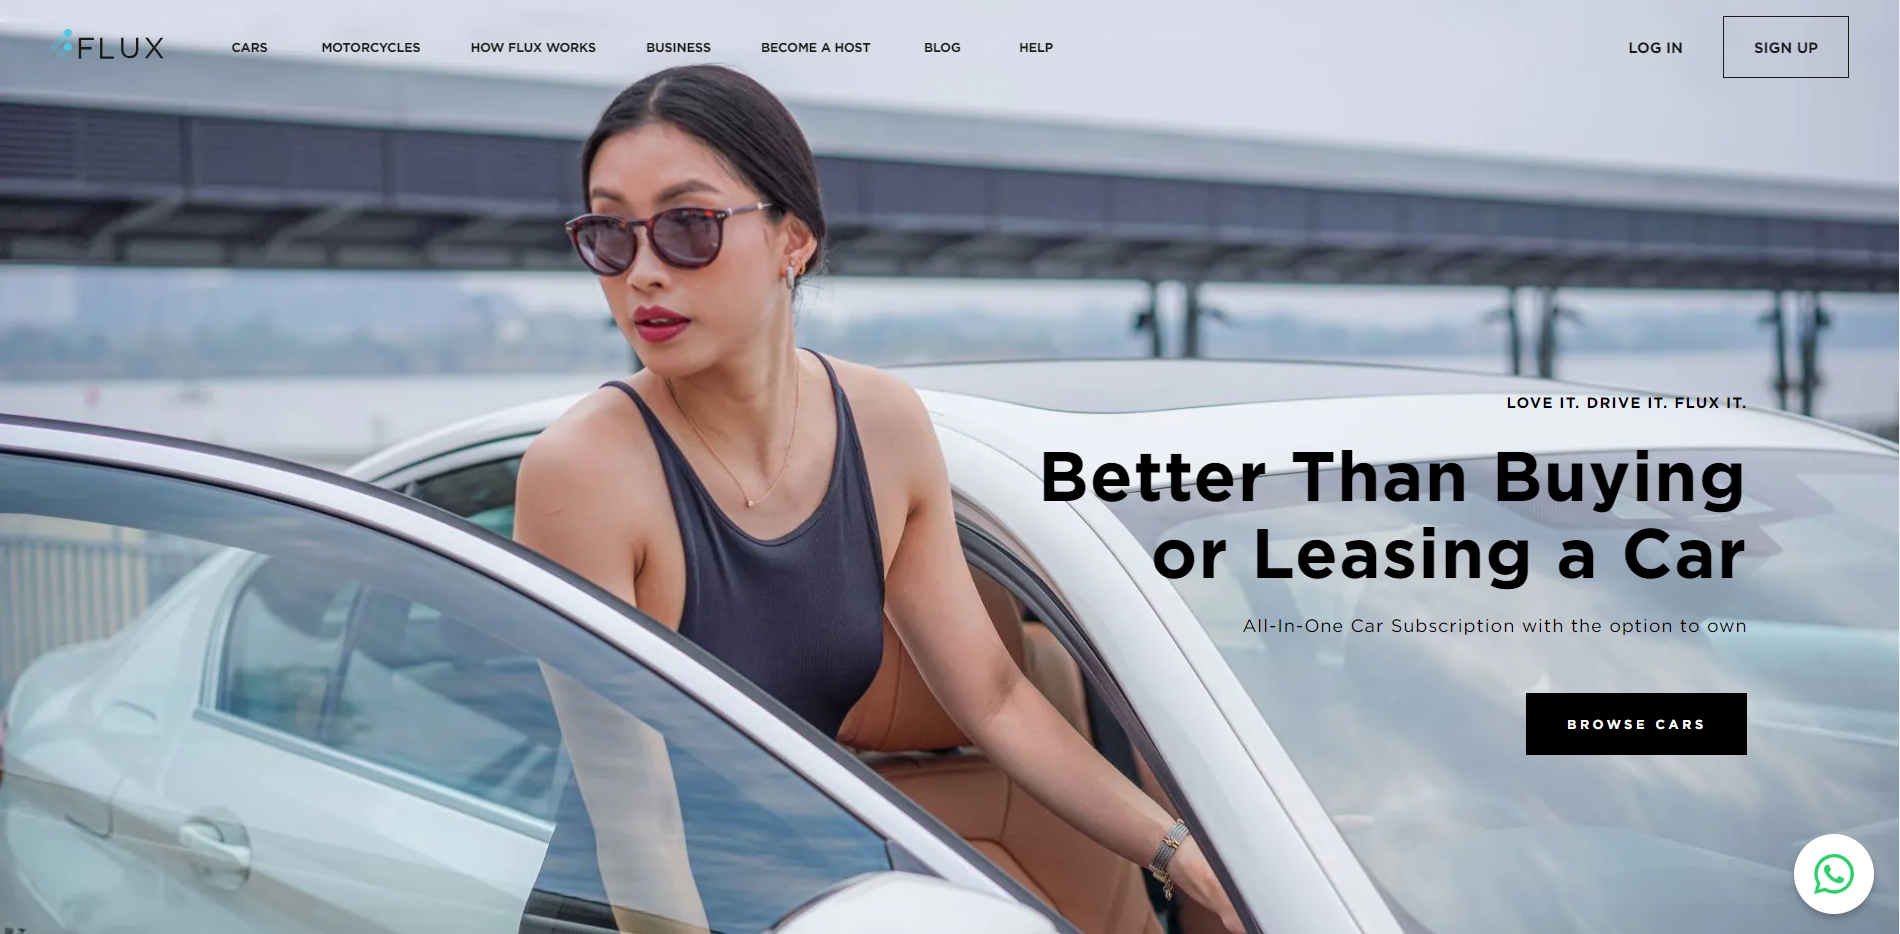 FLUX
CARS
MOTORCYCLES
HOW FLUX WORKS
BUSINESS
BECOME A HOST
BLOG
HELP
LOG IN
SIGN UP
LOVE IT. DRIVE IT. FLUX IT.
Better Than Buying
or Leasing a Car
All-In-One Car Subscription with the option to own
BROWSE CARS